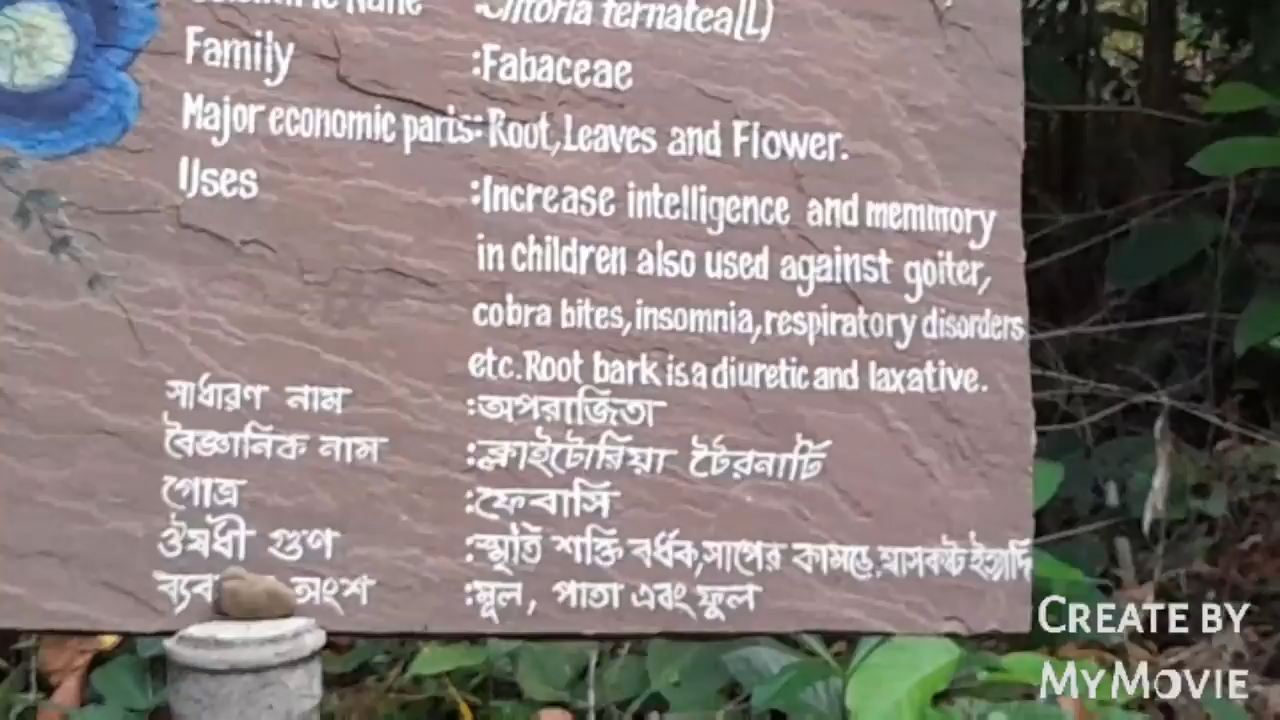 :Clitoria ternatea(L)
Family :Fabaceae
Major economic parts: Root, Leaves and Flower.
Uses :Increase intelligence and memmory
in children also used against goiter,
cobra bites, insomnia, respiratory disorders
etc. Root bark is a diuretic and laxative.
সাধারণ নাম :অপরাজিতা
বৈজ্ঞানিক নাম :ক্লাইটোরিয়া টৈরনাটি
গোত্র :ফেবাসি
ঔষধী গুণ :স্মৃতি শক্তি বর্ধক, সাপের কামড়ে, শ্বাসকষ্ট ইত্যাদি
অংশ :মূল, পাতা এবং ফুল
CREATE BY
MYMOVIE